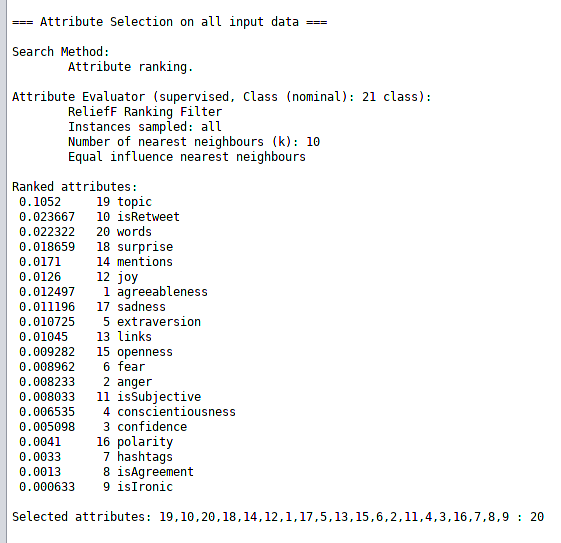 === Attribute Selection on all input data ===
Search Method:
Attribute ranking.
Attribute Evaluator (supervised, Class (nominal): 21 class):
ReliefF Ranking Filter
Instances sampled: all
Number of nearest neighbours (k): 10
Equal influence nearest neighbours
Ranked attributes:
0.1052 19 topic
0.023667 10 isRetweet
0.022322 20 words
0.018659 18 surprise
0.0171 14 mentions
0.0126 12 joy
0.012497 1 agreeableness
0.011196 17 sadness
0.010725 5 extraversion
0.01045 13 links
0.009282 15 openness
0.008962 6 fear
0.008233 2 anger
0.008033 11 isSubjective
0.006535 4 conscientiousness
0.005098 3 confidence
0.0041 16 polarity
0.0033 7 hashtags
0.0013 8 isAgreement
0.000633 9 isIronic
Selected attributes: 19,10,20,18,14,12,1,17,5,13,15,6,2,11,4,3,16,7,8,9 : 20